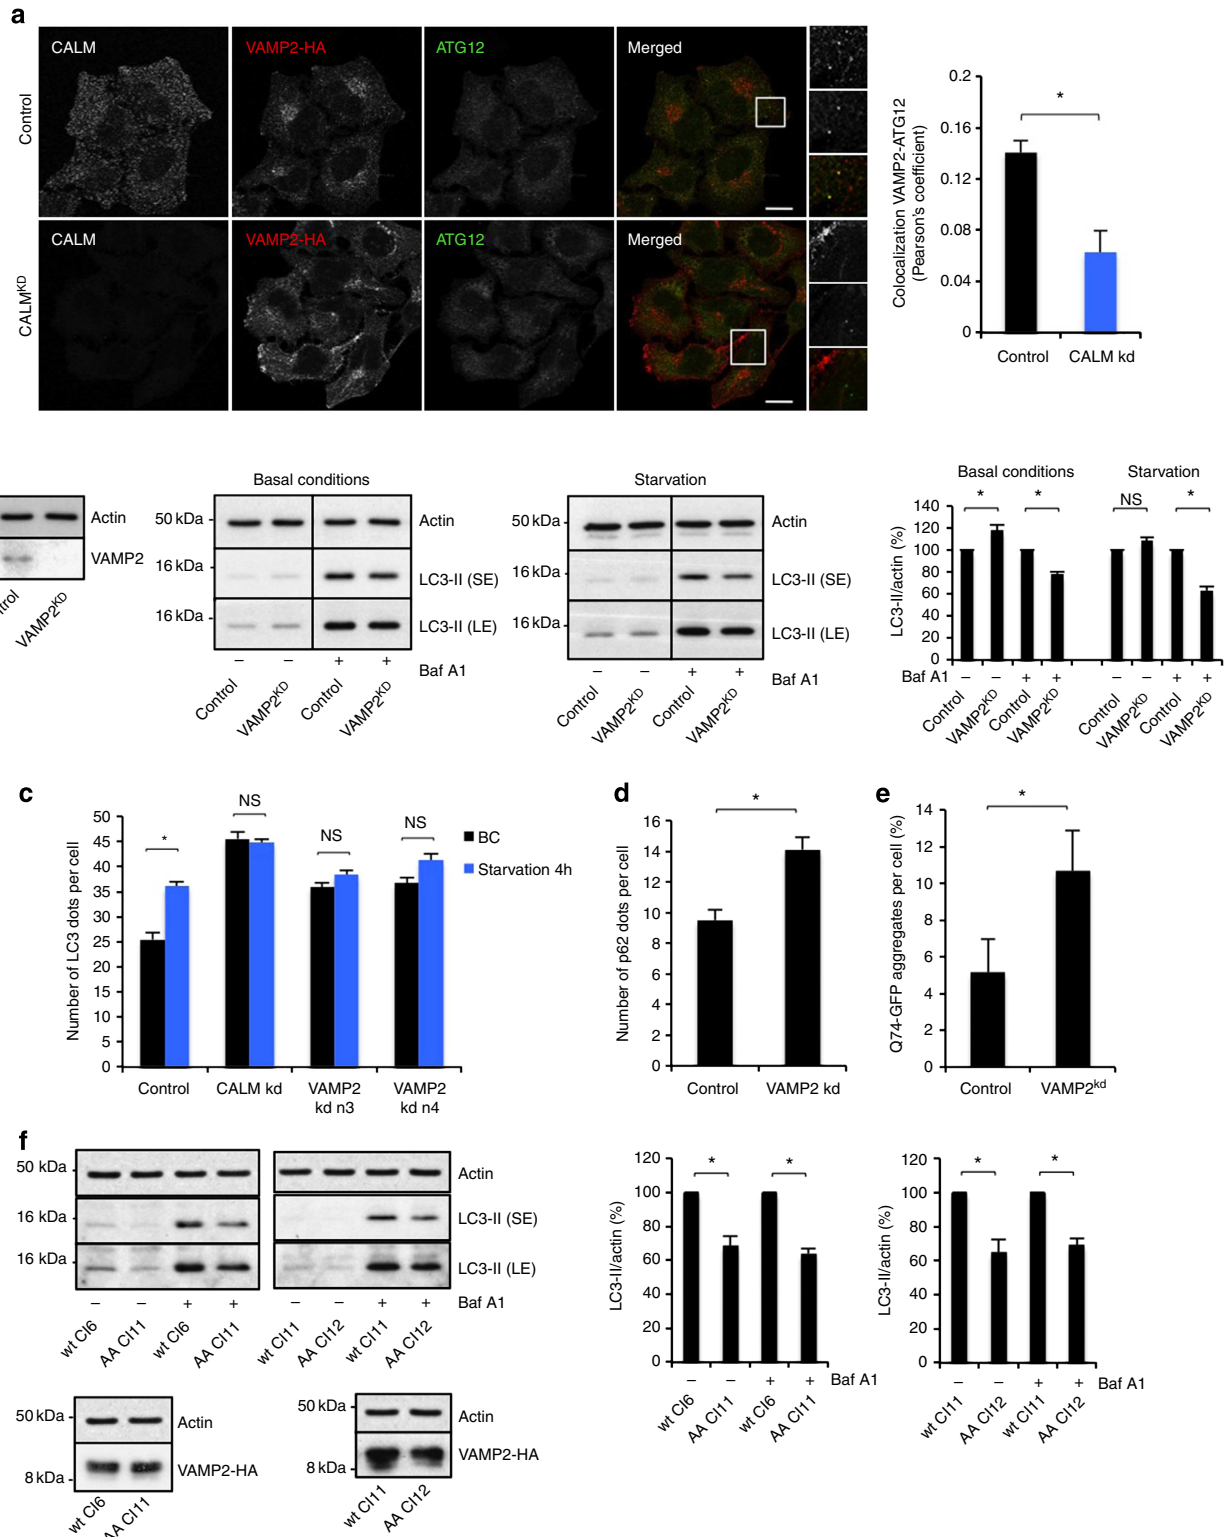 a
Control
CALM
VAMP2-HA
ATG12
Merged
CALMKD
CALM
VAMP2-HA
ATG12
Merged
Colocalization VAMP2-ATG12
(Pearson's coefficient)
0.2
0.16
0.12
0.08
0.04
0
*
Control
CALM kd
Actin
VAMP2
VAMP2KD
Basal conditions
50 kDa
16 kDa
16 kDa
Actin
LC3-II (SE)
LC3-II (LE)
– – + + Baf A1
Control
VAMP2KD
Control
VAMP2KD
Starvation
50 kDa
16 kDa
16 kDa
Actin
LC3-II (SE)
LC3-II (LE)
– – + + Baf A1
Control
VAMP2KD
Control
VAMP2KD
Basal conditions
Starvation
LC3-II/actin (%)
140
120
100
80
60
40
20
0
* * NS *
Baf A1 – – + + – – + +
Control
VAMP2KD
Control
VAMP2KD
Control
VAMP2KD
Control
VAMP2KD
c
Number of LC3 dots per cell
50
45
40
35
30
25
20
15
10
5
0
* NS NS NS
BC
Starvation 4h
Control
CALM kd
VAMP2
kd n3
VAMP2
kd n4
d
Number of p62 dots per cell
16
14
12
10
8
6
4
2
0
*
Control
VAMP2 kd
e
Q74-GFP aggregates per cell (%)
14
12
10
8
6
4
2
0
*
Control
VAMP2kd
f
50 kDa
16 kDa
16 kDa
Actin
LC3-II (SE)
LC3-II (LE)
– – + + – – + + Baf A1
wt Cl6
AA Cl11
wt Cl6
AA Cl11
wt Cl11
AA Cl12
wt Cl11
AA Cl12
50 kDa
8 kDa
Actin
VAMP2-HA
wt Cl6
AA Cl11
50 kDa
8 kDa
Actin
VAMP2-HA
wt Cl11
AA Cl12
LC3-II/actin (%)
120
100
80
60
40
20
0
* *
– – + + Baf A1
wt Cl6
AA Cl11
wt Cl6
AA Cl11
LC3-II/actin (%)
120
100
80
60
40
20
0
* *
– – + + Baf A1
wt Cl11
AA Cl12
wt Cl11
AA Cl12